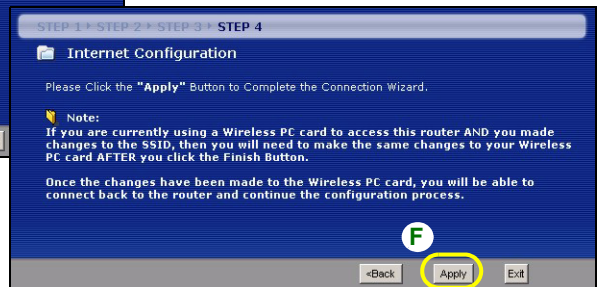 STEP 1 ▸ STEP 2 ▸ STEP 3 ▸ STEP 4
Internet Configuration
Please Click the "Apply" Button to Complete the Connection Wizard.
Note:
If you are currently using a Wireless PC card to access this router AND you made
changes to the SSID, then you will need to make the same changes to your Wireless
PC card AFTER you click the Finish Button.
Once the changes have been made to the Wireless PC card, you will be able to
connect back to the router and continue the configuration process.
F
<Back Apply Exit